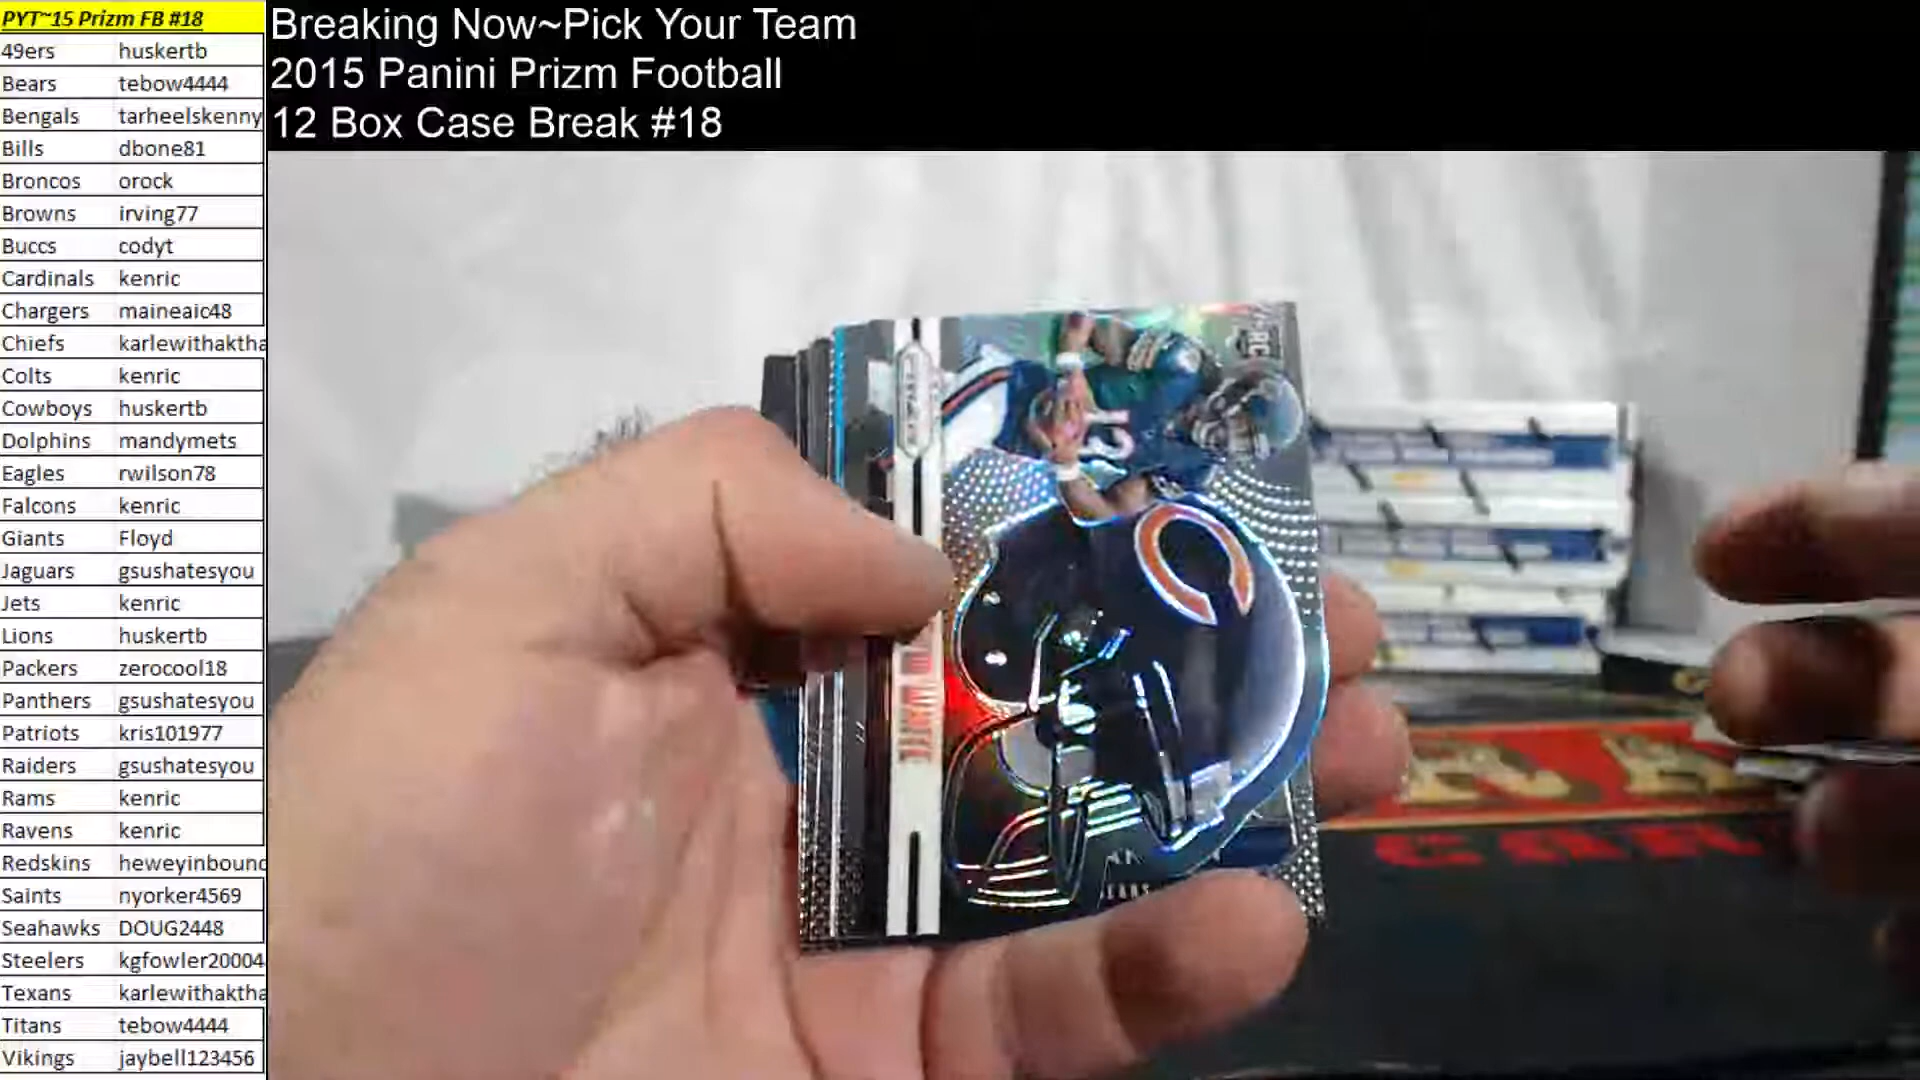 PYT~15 Prizm FB #18
49ers huskertb
Bears tebow4444
Bengals tarheelskenny
Bills dbone81
Broncos orock
Browns irving77
Buccs codyt
Cardinals kenric
Chargers maineaic48
Chiefs karlewithaktha
Colts kenric
Cowboys huskertb
Dolphins mandymets
Eagles rwilson78
Falcons kenric
Giants Floyd
Jaguars gsushatesyou
Jets kenric
Lions huskertb
Packers zerocool18
Panthers gsushatesyou
Patriots kris101977
Raiders gsushatesyou
Rams kenric
Ravens kenric
Redskins heweyinbound
Saints nyorker4569
Seahawks DOUG2448
Steelers kgfowler20004
Texans karlewithaktha
Titans tebow4444
Vikings jaybell123456
Breaking Now~Pick Your Team
2015 Panini Prizm Football
12 Box Case Break #18
RC
13
PRIZM
C